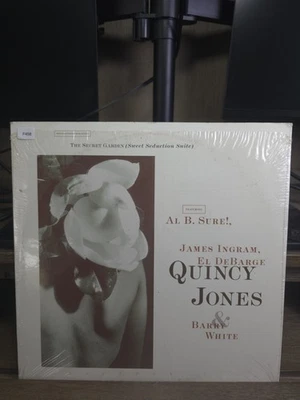 The Secret Garden (Sweet Seduction Suite)
Al B. Sure!,
James Ingram,
El DeBarge
Quincy
Jones
&
Barry
White